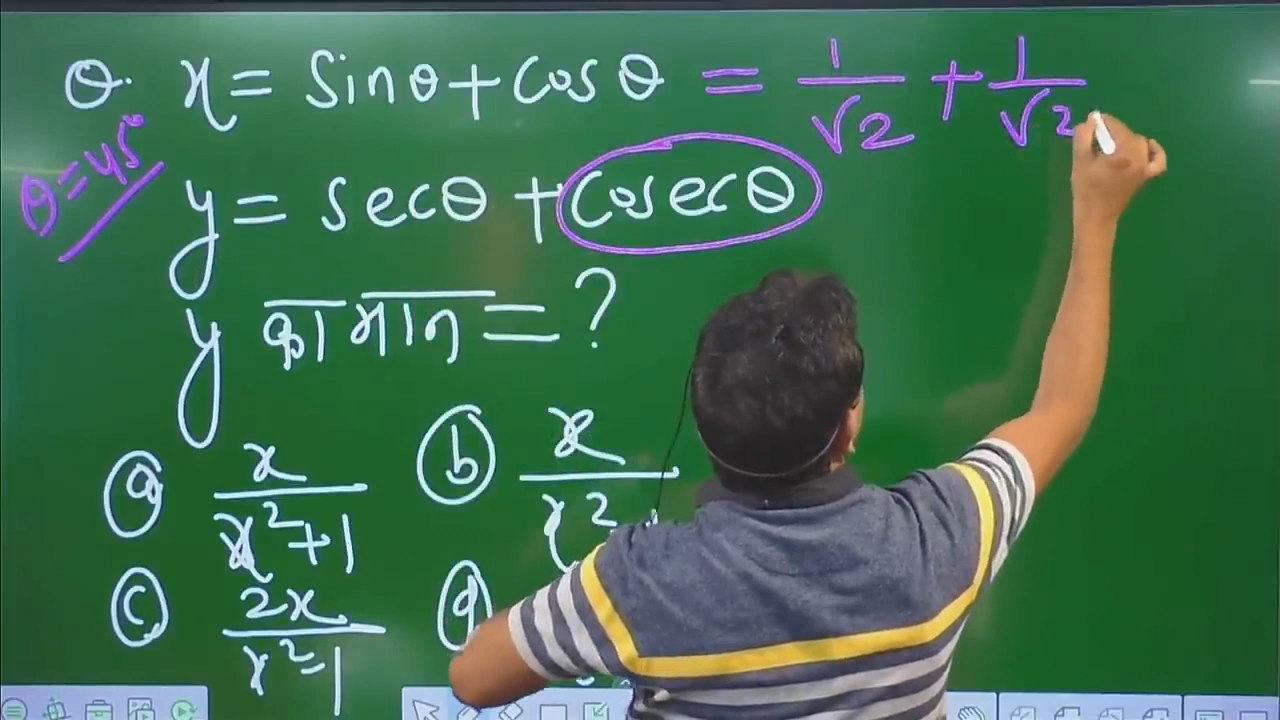 Q. x = Sinθ + Cosθ = 1/√2 + 1/√2
θ = 45°
y = secθ + Cosecθ
y का मान = ?
(a) x/(x²+1) (b) x/x²
(c) 2x/(x²-1) (d)